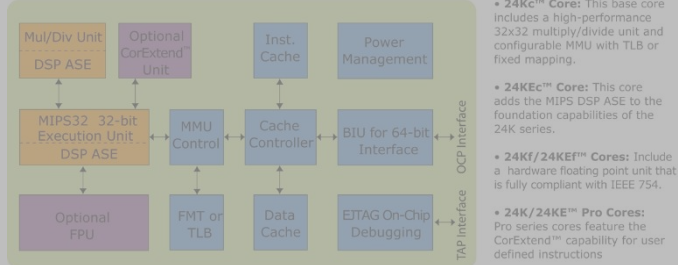 Mul/Div Unit
DSP ASE
Optional
CorExtend™
Unit
Inst.
Cache
Power
Management
MIPS32 32-bit
Execution Unit
DSP ASE
MMU
Control
Cache
Controller
BIU for 64-bit
Interface
OCP Interface
Optional
FPU
FMT or
TLB
Data
Cache
EJTAG On-Chip
Debugging
TAP Interface
• 24Kc™ Core: This base core
includes a high-performance
32x32 multiply/divide unit and
configurable MMU with TLB or
fixed mapping.
• 24KEc™ Core: This core
adds the MIPS DSP ASE to the
foundation capabilities of the
24K series.
• 24Kf/24KEf™ Cores: Include
a hardware floating point unit that
is fully compliant with IEEE 754.
• 24K/24KE™ Pro Cores:
Pro series cores feature the
CorExtend™ capability for user
defined instructions